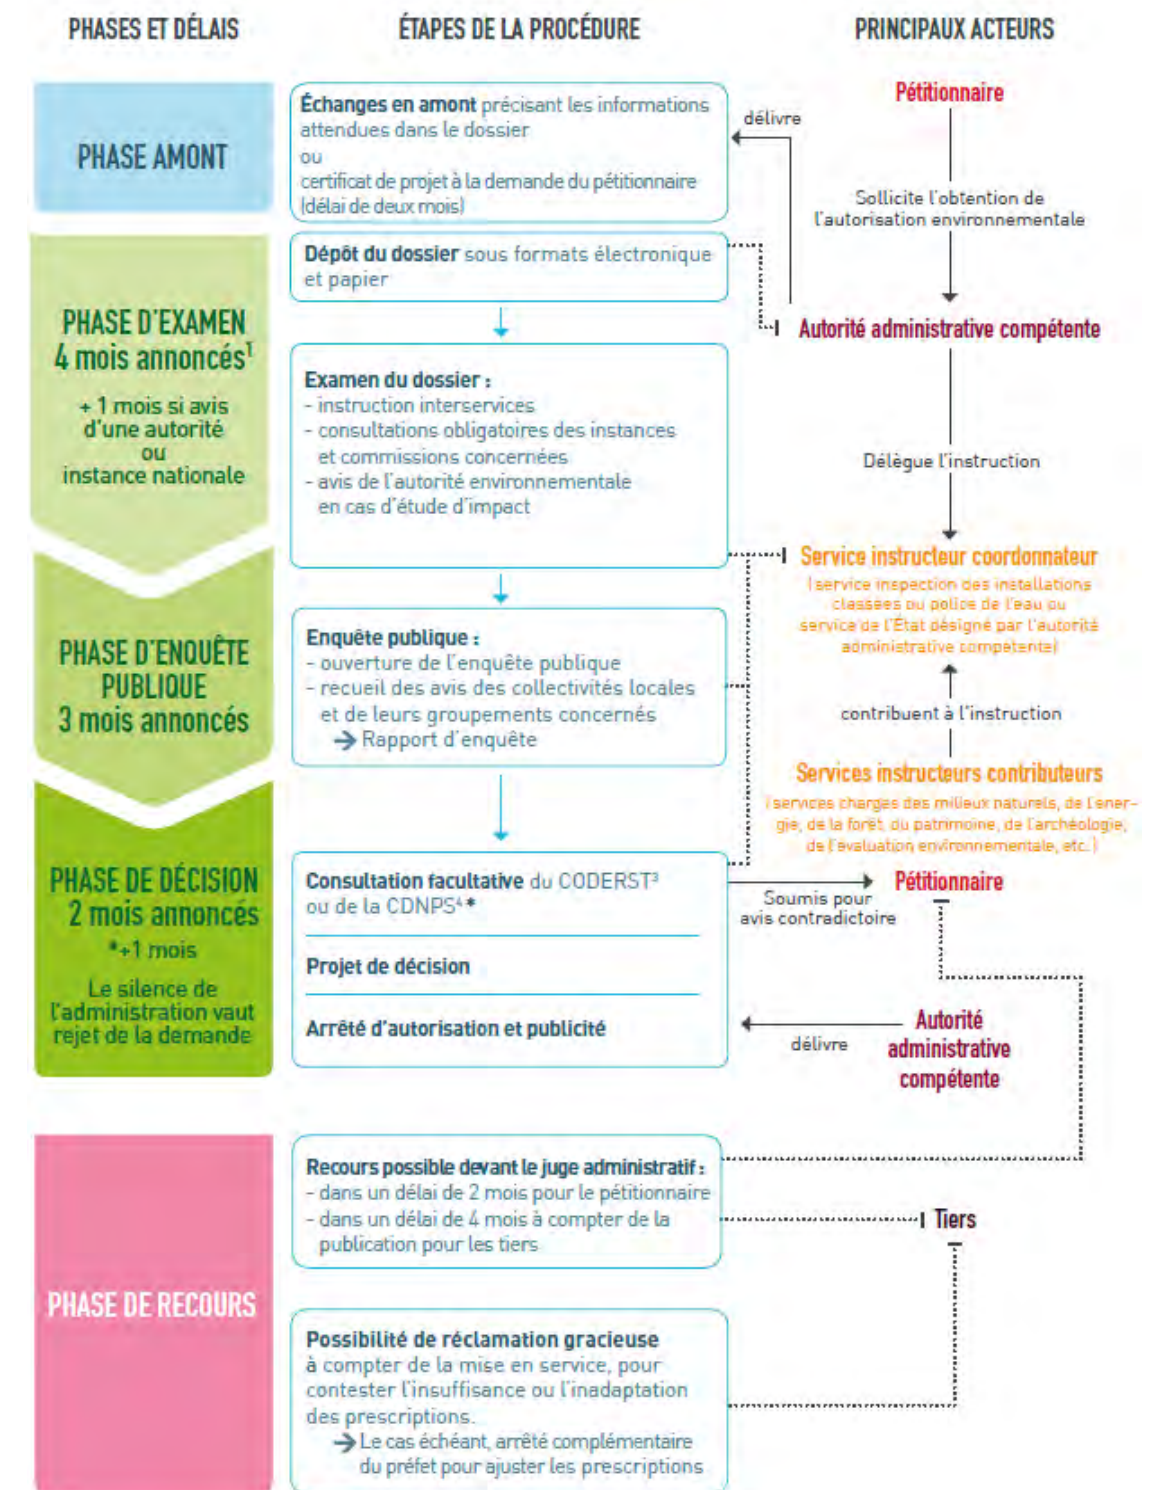 PHASES ET DÉLAIS
ÉTAPES DE LA PROCÉDURE
PRINCIPAUX ACTEURS
PHASE AMONT
Échanges en amont précisant les informations
attendues dans le dossier
ou
certificat de projet à la demande du pétitionnaire
(délai de deux mois)
délivre
Pétitionnaire
Sollicite l'obtention de
l'autorisation environnementale
PHASE D'EXAMEN
4 mois annoncés¹
+ 1 mois si avis
d'une autorité
ou
instance nationale
Dépôt du dossier sous formats électronique
et papier
Autorité administrative compétente
Examen du dossier :
- instruction interservices
- consultations obligatoires des instances
et commissions concernées
- avis de l'autorité environnementale
en cas d'étude d'impact
Délègue l'instruction
Service instructeur coordonnateur
(service inspection des installations
classées ou police de l'eau ou
service de l'État désigné par l'autorité
administrative compétente)
PHASE D'ENQUÊTE
PUBLIQUE
3 mois annoncés
Enquête publique :
- ouverture de l'enquête publique
- recueil des avis des collectivités locales
et de leurs groupements concernés
→ Rapport d'enquête
contribuent à l'instruction
Services instructeurs contributeurs
(services chargés des milieux naturels, de l'éner-
gie, de la forêt, du patrimoine, de l'archéologie,
de l'évaluation environnementale, etc.)
PHASE DE DÉCISION
2 mois annoncés
*+1 mois
Le silence de
l'administration vaut
rejet de la demande
Consultation facultative du CODERST³
ou de la CDNPS⁴*
Projet de décision
Arrêté d'autorisation et publicité
Soumis pour
avis contradictoire
Pétitionnaire
délivre
Autorité
administrative
compétente
PHASE DE RECOURS
Recours possible devant le juge administratif :
- dans un délai de 2 mois pour le pétitionnaire
- dans un délai de 4 mois à compter de la
publication pour les tiers
Tiers
Possibilité de réclamation gracieuse
à compter de la mise en service, pour
contester l'insuffisance ou l'inadaptation
des prescriptions.
→ Le cas échéant, arrêté complémentaire
du préfet pour ajuster les prescriptions